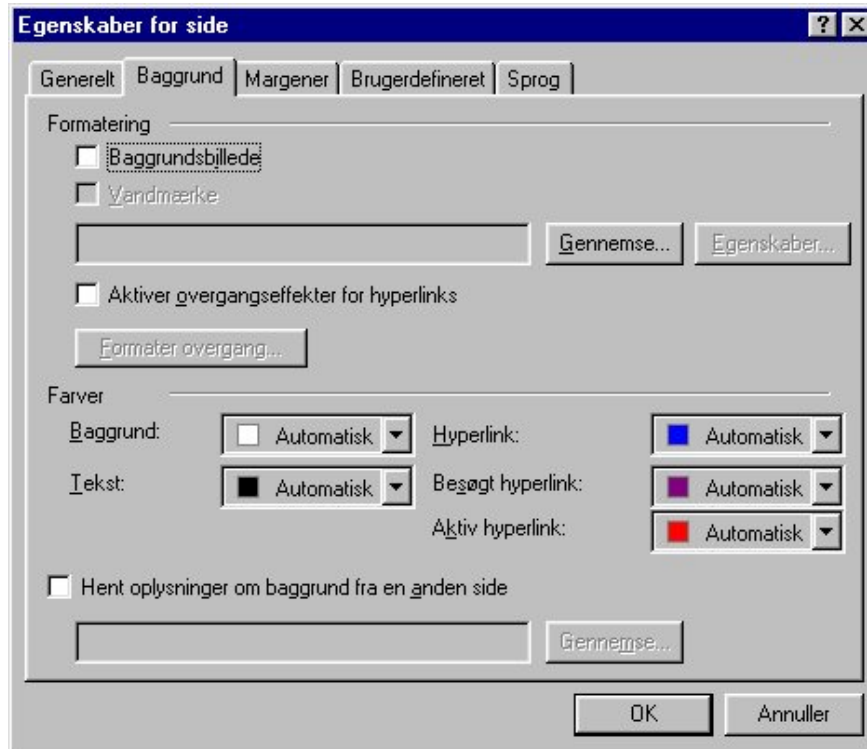 Egenskaber for side
Generelt Baggrund Margener Brugerdefineret Sprog
Formatering
Baggrundsbillede
Vandmærke
Gennemse... Egenskaber...
Aktiver overgangseffekter for hyperlinks
Formater overgang...
Farver
Baggrund: Automatisk Hyperlink: Automatisk
Tekst: Automatisk Besøgt hyperlink: Automatisk
Aktiv hyperlink: Automatisk
Hent oplysninger om baggrund fra en anden side
Gennemse...
OK Annuller